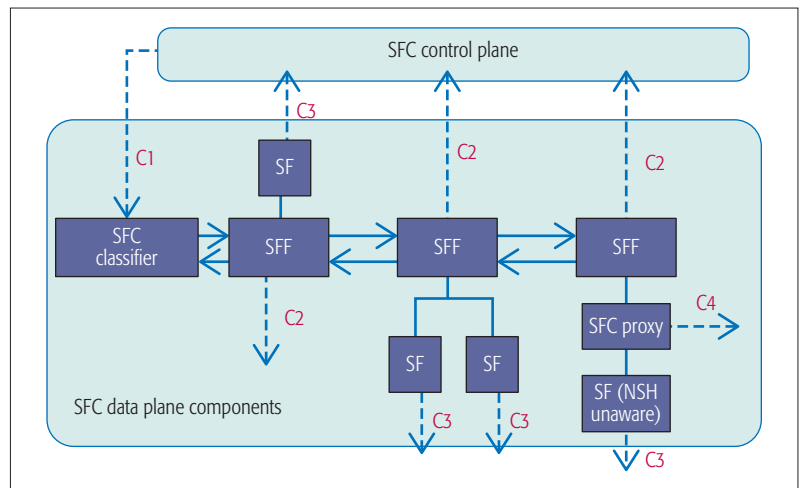 SFC control plane
C3
C2
C2
C1
SF
SFC
classifier
SFF
SFF
SFF
C2
SFC proxy
C4
SF
SF
SF (NSH
unaware)
SFC data plane components
C3
C3
C3